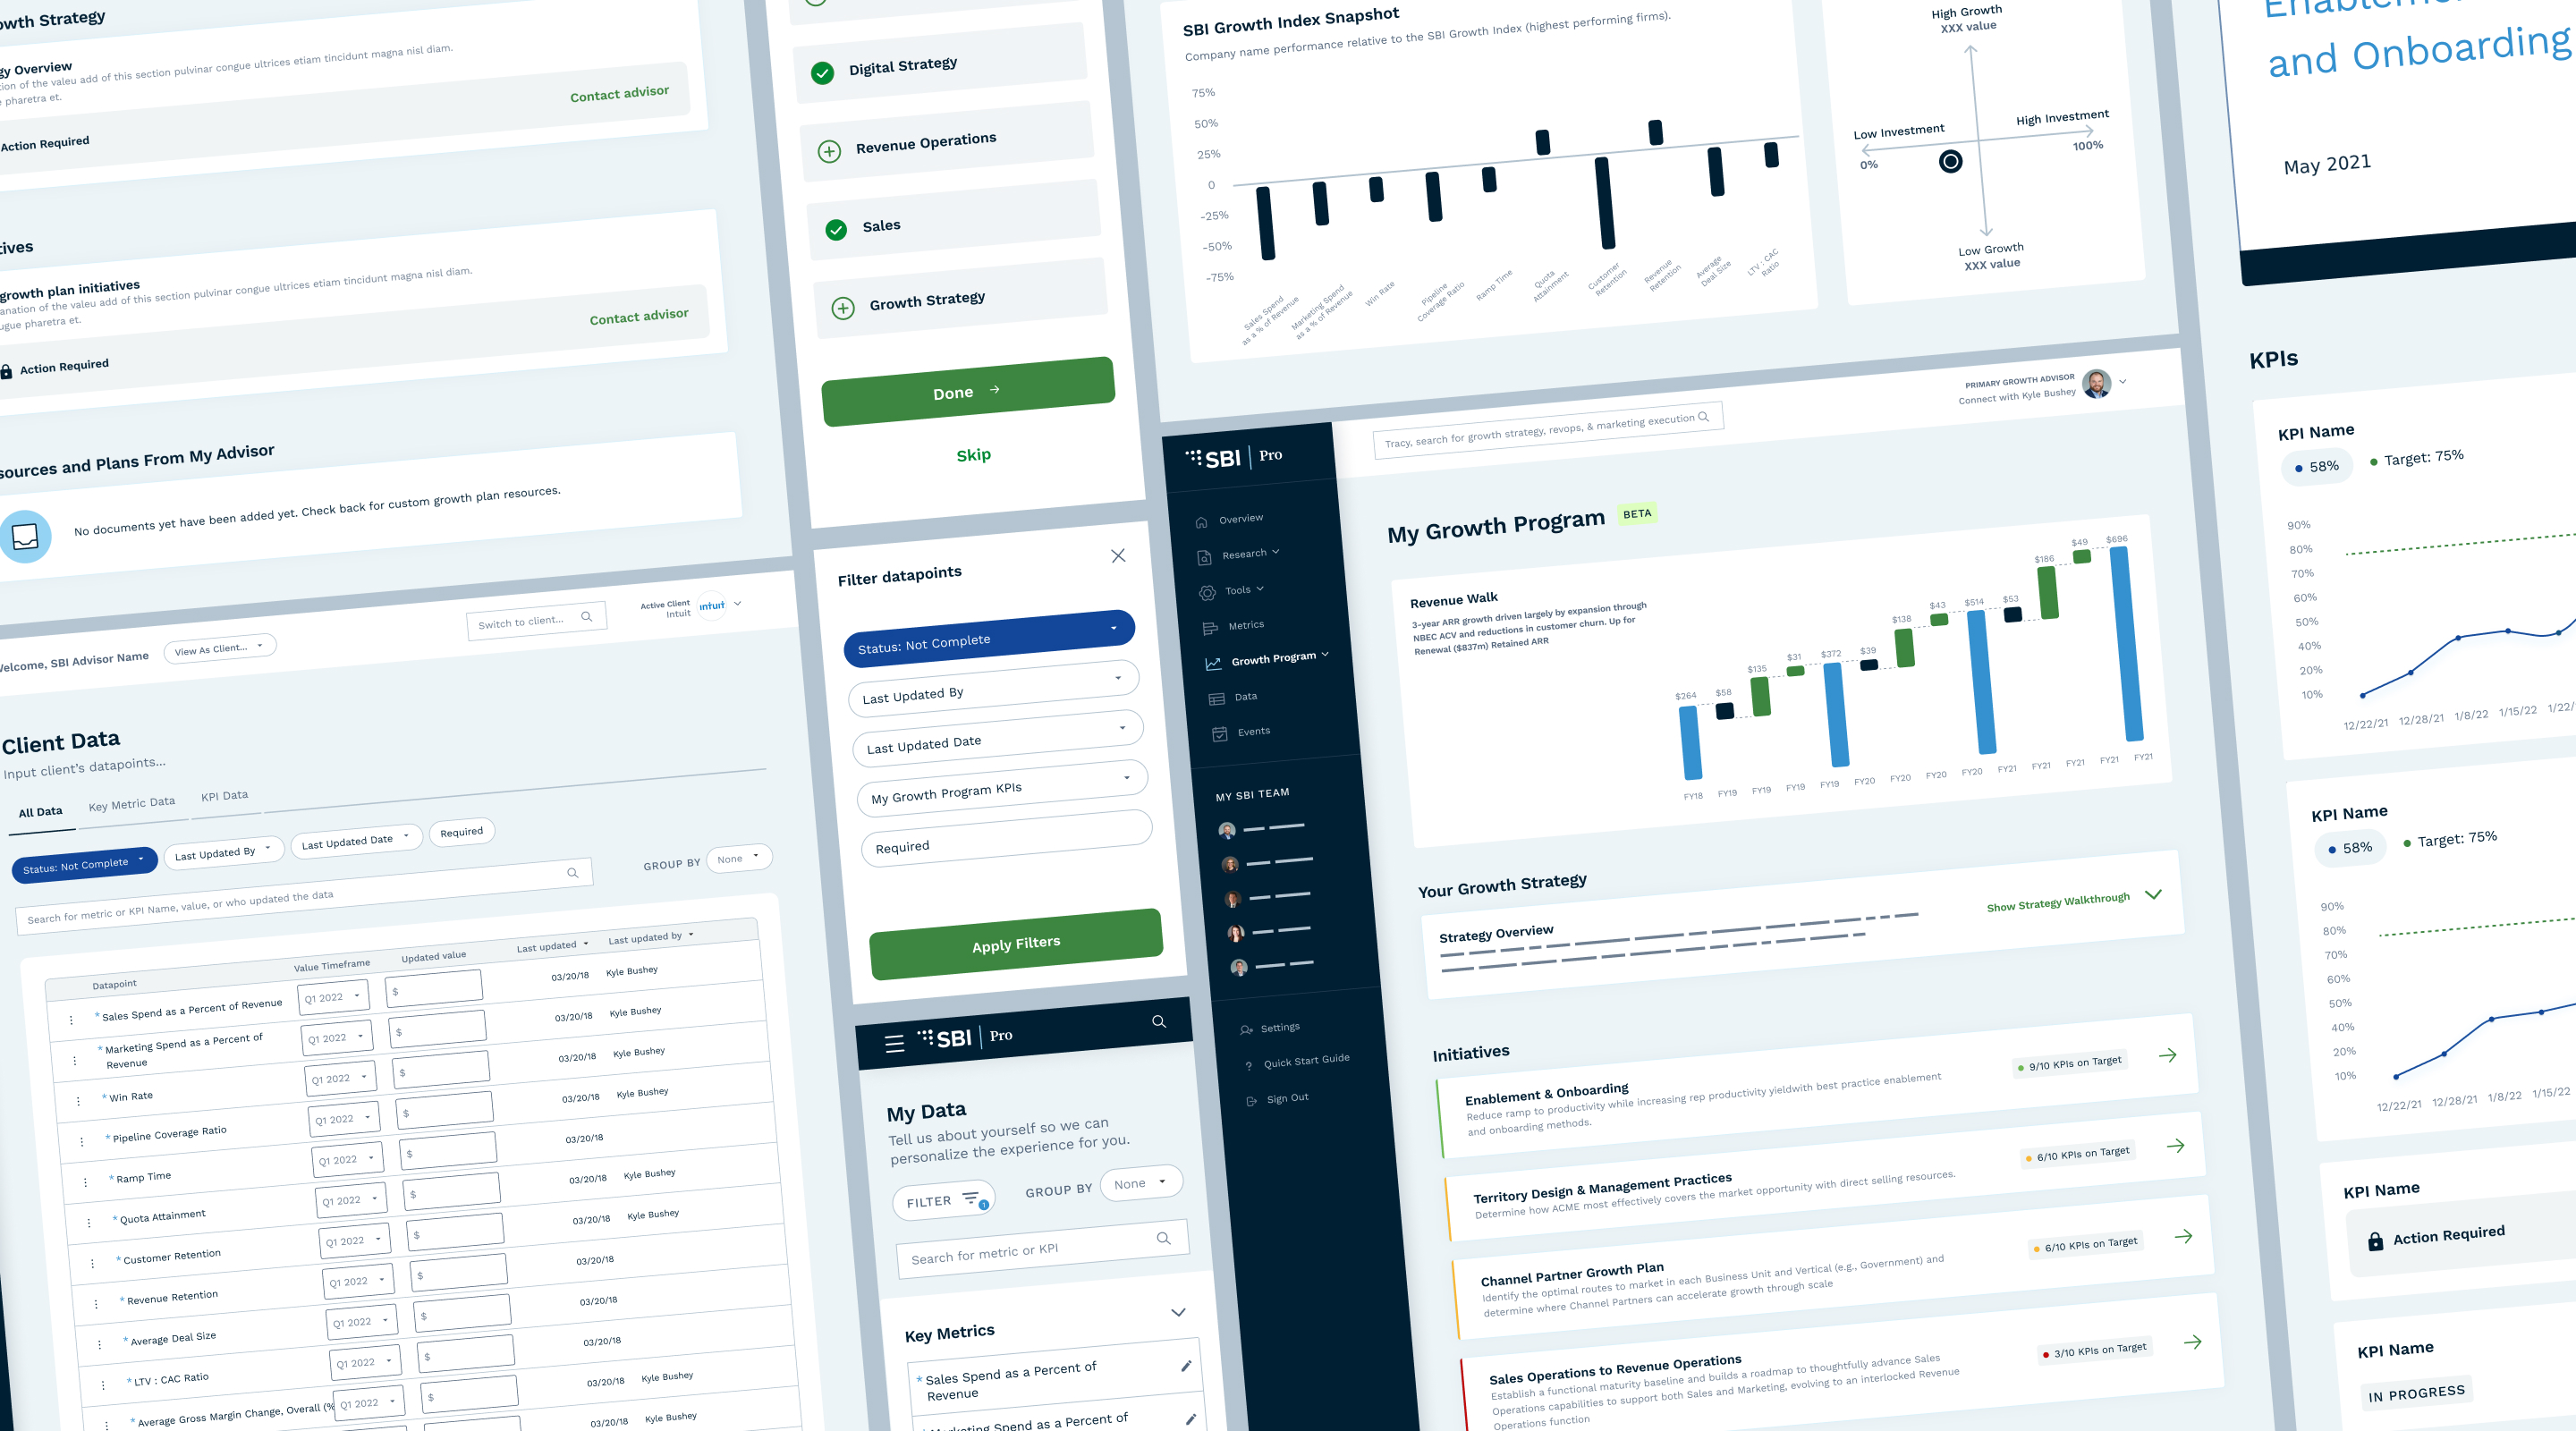 wth Strategy
gy Overview
tion of the valeu add of this section pulvinar congue ultrices etiam tincidunt magna nisl diam.
e pharetra et.
Action Required
Contact advisor
tives
growth plan initiatives
anation of the valeu add of this section pulvinar congue ultrices etiam tincidunt magna nisl diam.
ugue pharetra et.
Action Required
Contact advisor
sources and Plans From My Advisor
No documents yet have been added yet. Check back for custom growth plan resources.
Welcome, SBI Advisor Name
View As Client...
Switch to client...
Active Client
Intuit
INTUIT
Client Data
Input client's datapoints...
All Data
Key Metric Data
KPI Data
Status: Not Complete
Last Updated By
Last Updated Date
Required
Search for metric or KPI Name, value, or who updated the data
GROUP BY
None
Datapoint Value Timeframe Updated value Last updated Last updated by
* Sales Spend as a Percent of Revenue Q1 2022 $ 03/20/18 Kyle Bushey
* Marketing Spend as a Percent of
Revenue Q1 2022 $ 03/20/18 Kyle Bushey
* Win Rate Q1 2022 $ 03/20/18 Kyle Bushey
* Pipeline Coverage Ratio Q1 2022 $ 03/20/18 Kyle Bushey
* Ramp Time Q1 2022 $ 03/20/18
* Quota Attainment Q1 2022 $ 03/20/18 Kyle Bushey
* Customer Retention Q1 2022 $ 03/20/18 Kyle Bushey
* Revenue Retention Q1 2022 $ 03/20/18
* Average Deal Size Q1 2022 $ 03/20/18
* LTV : CAC Ratio Q1 2022 $ 03/20/18
* Average Gross Margin Change, Overall (% Q1 2022 $ 03/20/18 Kyle Bushey
03/20/18 Kyle Bushey
Digital Strategy
Revenue Operations
Sales
Growth Strategy
Done
Skip
Filter datapoints
Status: Not Complete
Last Updated By
Last Updated Date
My Growth Program KPIs
Required
Apply Filters
SBI Pro
My Data
Tell us about yourself so we can
personalize the experience for you.
FILTER
1
GROUP BY
None
Search for metric or KPI
Key Metrics
* Sales Spend as a Percent of
Revenue
* Marketing Spend as a Percent of
SBI Growth Index Snapshot
Company name performance relative to the SBI Growth Index (highest performing firms).
75%
50%
25%
0
-25%
-50%
-75%
Sales Spend
as a % of Revenue
Marketing Spend
as a % of Revenue
Win Rate
Pipeline
Coverage Ratio
Ramp Time
Quota
Attainment
Customer
Retention
Revenue
Retention
Average
Deal Size
LTV : CAC
Ratio
High Growth
XXX value
Low Investment
0%
High Investment
100%
Low Growth
XXX value
SBI Pro
Tracy, search for growth strategy, revops, & marketing execution
PRIMARY GROWTH ADVISOR
Connect with Kyle Bushey
Overview
Research
Tools
Metrics
Growth Program
Data
Events
MY SBI TEAM
Settings
? Quick Start Guide
Sign Out
My Growth Program
BETA
Revenue Walk
3-year ARR growth driven largely by expansion through
NBEC ACV and reductions in customer churn. Up for
Renewal ($837m) Retained ARR
$264 $58 $135 $31 $372 $39 $138 $43 $514 $53 $186 $49 $696
FY18 FY19 FY19 FY19 FY19 FY20 FY20 FY20 FY20 FY21 FY21 FY21 FY21 FY21
Your Growth Strategy
Strategy Overview
Show Strategy Walkthrough
Initiatives
Enablement & Onboarding
Reduce ramp to productivity while increasing rep productivity yieldwith best practice enablement
and onboarding methods.
9/10 KPIs on Target
Territory Design & Management Practices
Determine how ACME most effectively covers the market opportunity with direct selling resources.
6/10 KPIs on Target
Channel Partner Growth Plan
Identify the optimal routes to market in each Business Unit and Vertical (e.g., Government) and
determine where Channel Partners can accelerate growth through scale
6/10 KPIs on Target
Sales Operations to Revenue Operations
Establish a functional maturity baseline and builds a roadmap to thoughtfully advance Sales
Operations capabilities to support both Sales and Marketing, evolving to an interlocked Revenue
Operations function
3/10 KPIs on Target
and Onboarding
May 2021
KPIs
KPI Name
58%
Target: 75%
90%
80%
70%
60%
50%
40%
20%
10%
12/22/21 12/28/21 1/8/22 1/15/22 1/22/
KPI Name
58%
Target: 75%
90%
80%
70%
60%
50%
40%
20%
10%
12/22/21 12/28/21 1/8/22 1/15/22
KPI Name
Action Required
KPI Name
IN PROGRESS